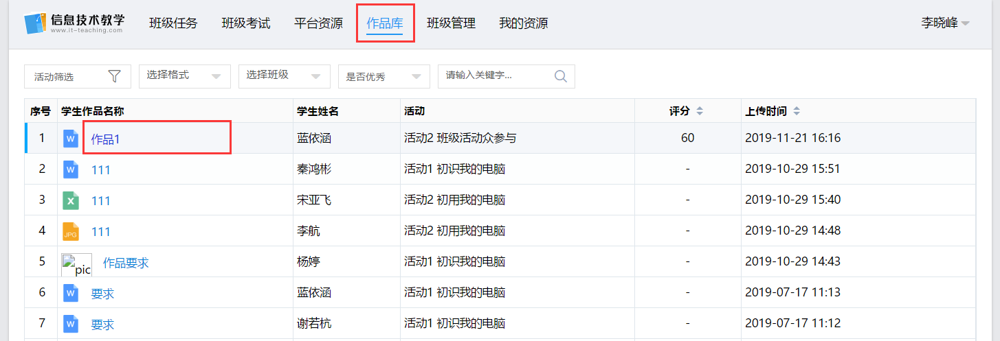 信息技术教学
www.it-teaching.com
班级任务 班级考试 平台资源 作品库 班级管理 我的资源 李晓峰
活动筛选 选择格式 选择班级 是否优秀 请输入关键字...
序号 学生作品名称 学生姓名 活动 评分 上传时间
1 W 作品1 蓝依涵 活动2 班级活动众参与 60 2019-11-21 16:16
2 W 111 秦鸿彬 活动1 初识我的电脑 - 2019-10-29 15:51
3 X 111 宋亚飞 活动2 初用我的电脑 - 2019-10-29 15:40
4 JPG 111 李航 活动2 初用我的电脑 - 2019-10-29 14:48
5 pic 作品要求 杨婷 活动1 初识我的电脑 - 2019-10-29 14:43
6 W 要求 蓝依涵 活动1 初识我的电脑 - 2019-07-17 11:13
7 W 要求 谢若杭 活动1 初识我的电脑 - 2019-07-17 11:12